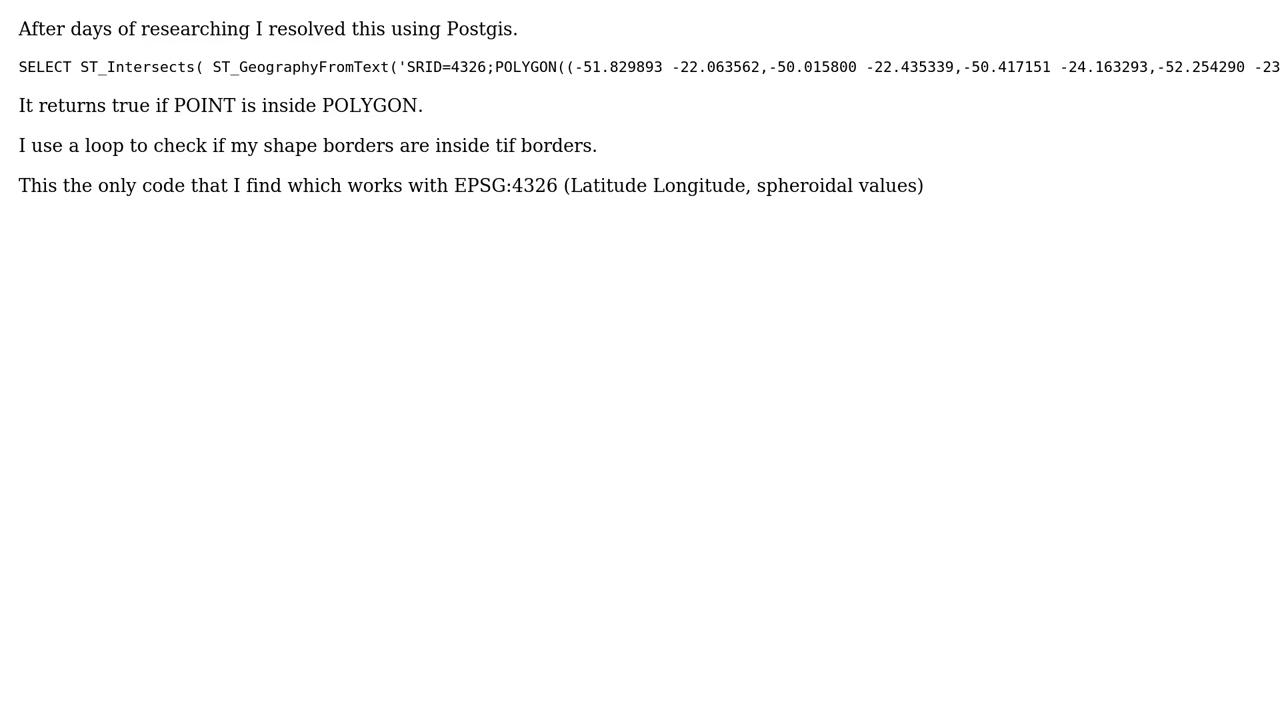 After days of researching I resolved this using Postgis.
SELECT ST_Intersects( ST_GeographyFromText('SRID=4326;POLYGON((-51.829893 -22.063562,-50.015800 -22.435339,-50.417151 -24.163293,-52.254290 -23
It returns true if POINT is inside POLYGON.
I use a loop to check if my shape borders are inside tif borders.
This the only code that I find which works with EPSG:4326 (Latitude Longitude, spheroidal values)